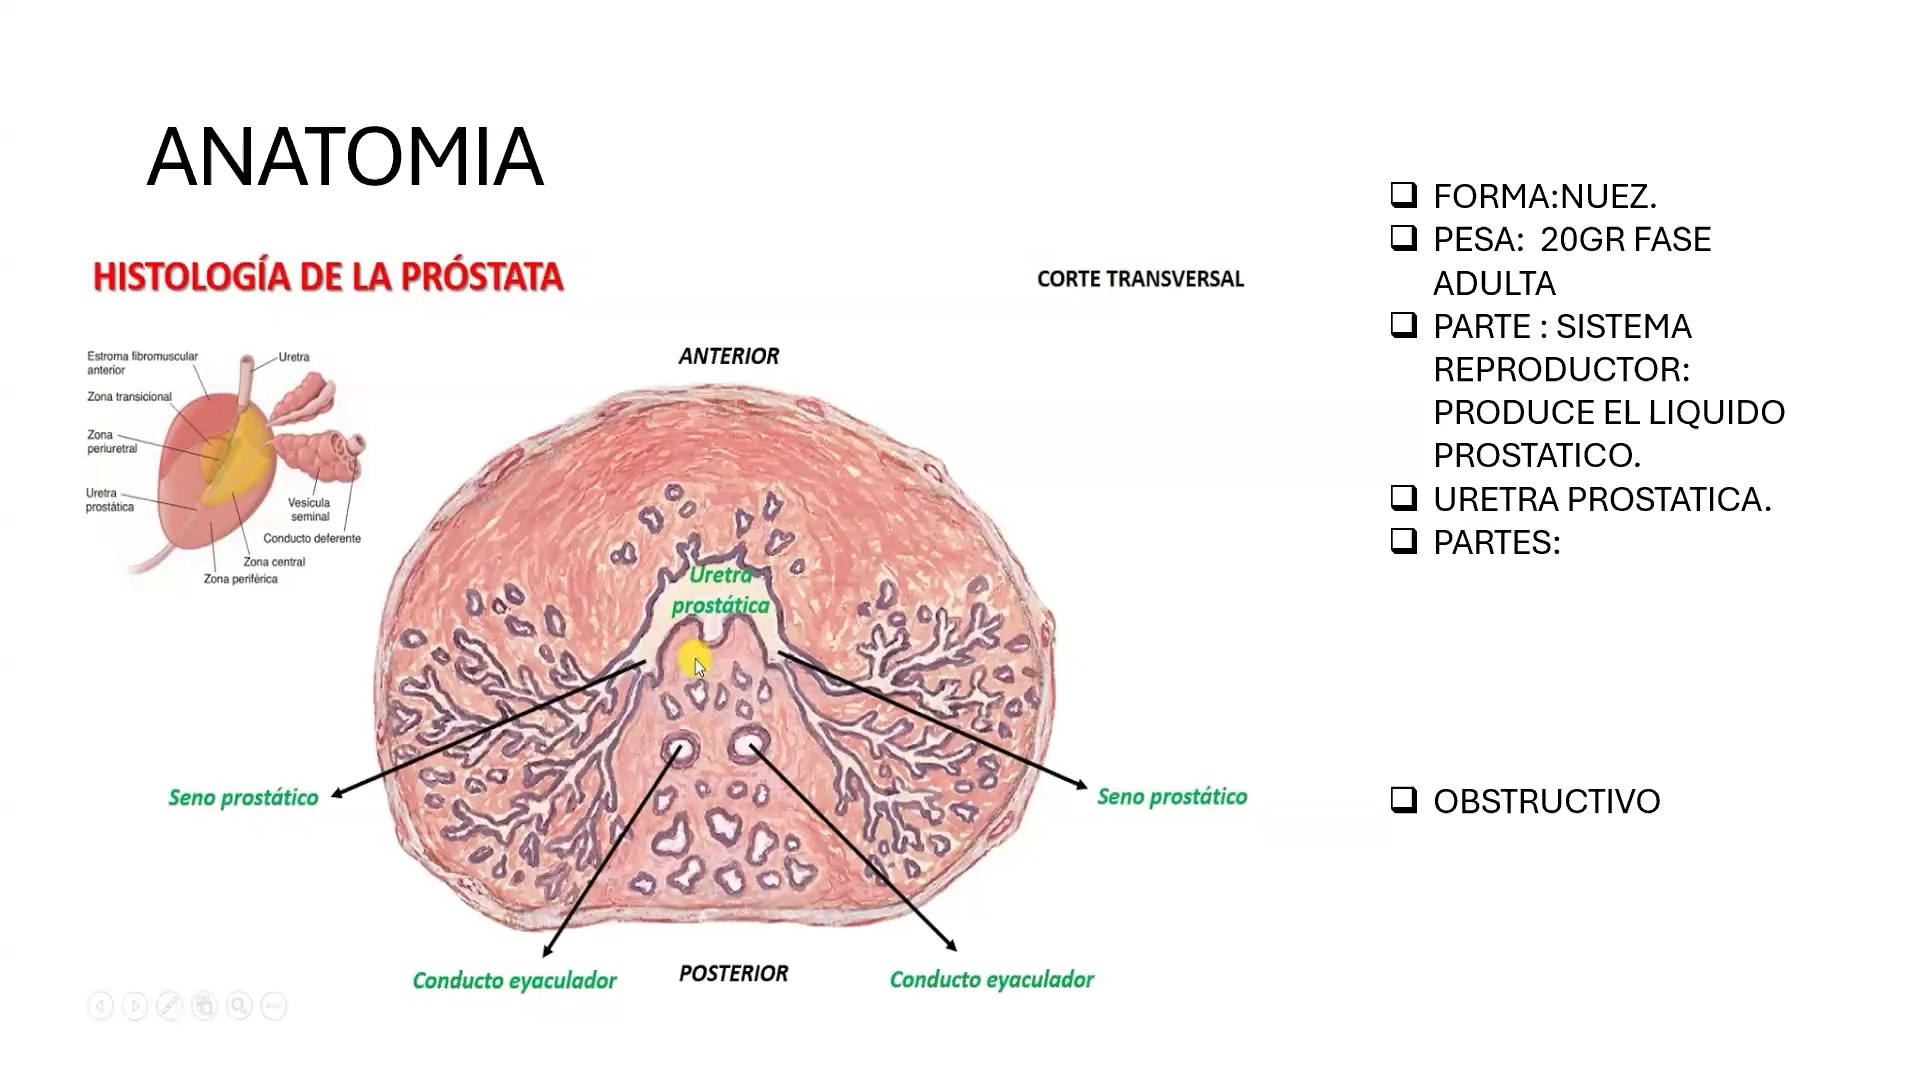 ANATOMIA
HISTOLOGÍA DE LA PRÓSTATA
CORTE TRANSVERSAL
ANTERIOR
Estroma fibromuscular
anterior
Uretra
Zona transicional
Zona
periuretral
Uretra
prostática
Vesícula
seminal
Conducto deferente
Zona central
Zona periférica
Uretra
prostática
Seno prostático
Seno prostático
Conducto eyaculador
POSTERIOR
Conducto eyaculador
FORMA:NUEZ.
PESA: 20GR FASE
ADULTA
PARTE : SISTEMA
REPRODUCTOR:
PRODUCE EL LIQUIDO
PROSTATICO.
URETRA PROSTATICA.
PARTES:
OBSTRUCTIVO